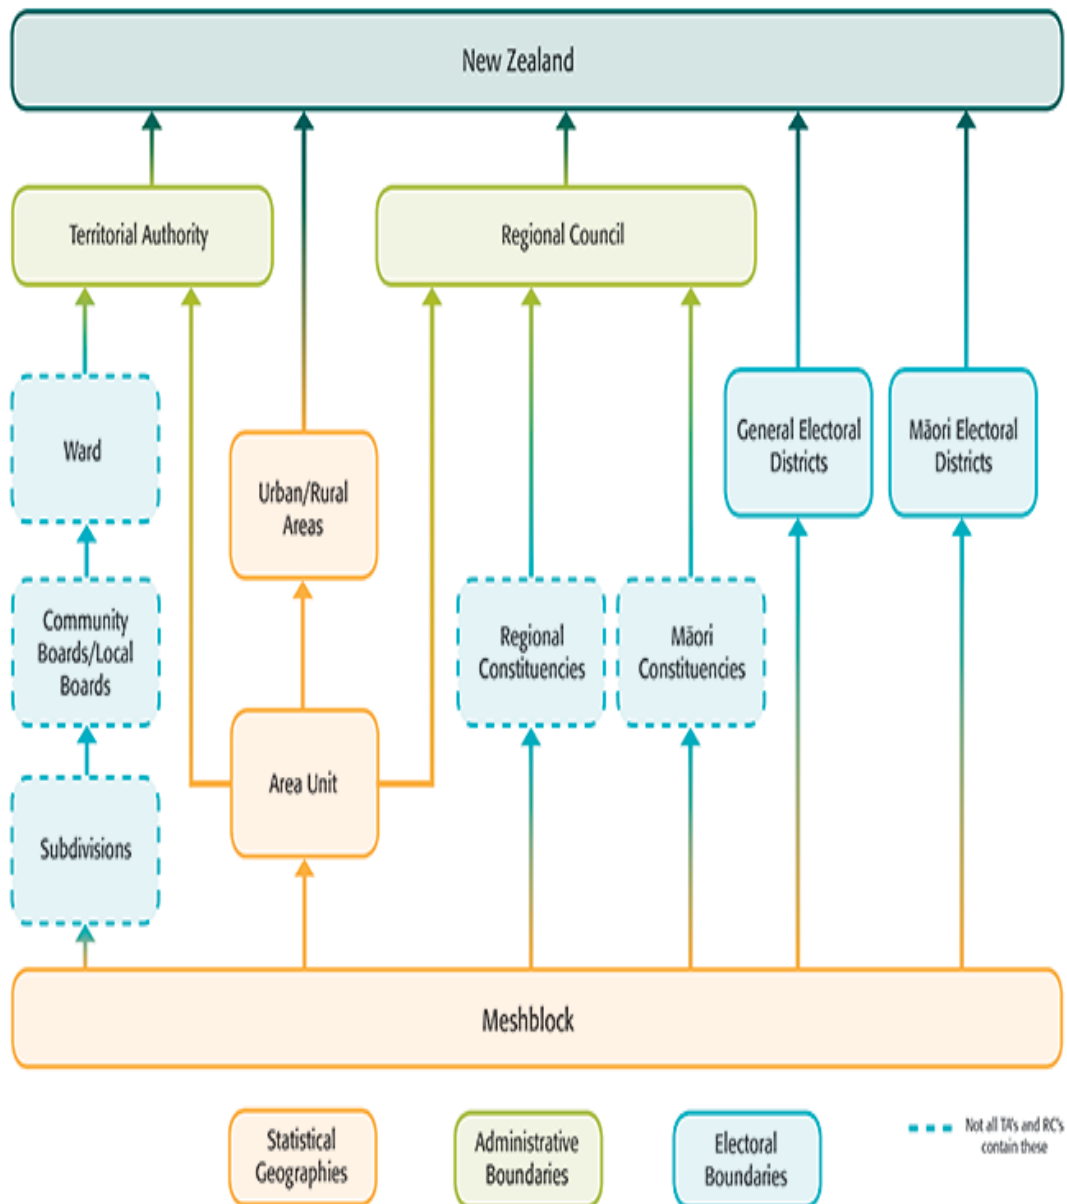 New Zealand
Territorial Authority
Regional Council
Ward
Urban/Rural
Areas
General Electoral
Districts
Māori Electoral
Districts
Community
Boards/Local
Boards
Regional
Constituencies
Māori
Constituencies
Area Unit
Subdivisions
Meshblock
Statistical
Geographies
Administrative
Boundaries
Electoral
Boundaries
Not all TA's and RC's
contain these